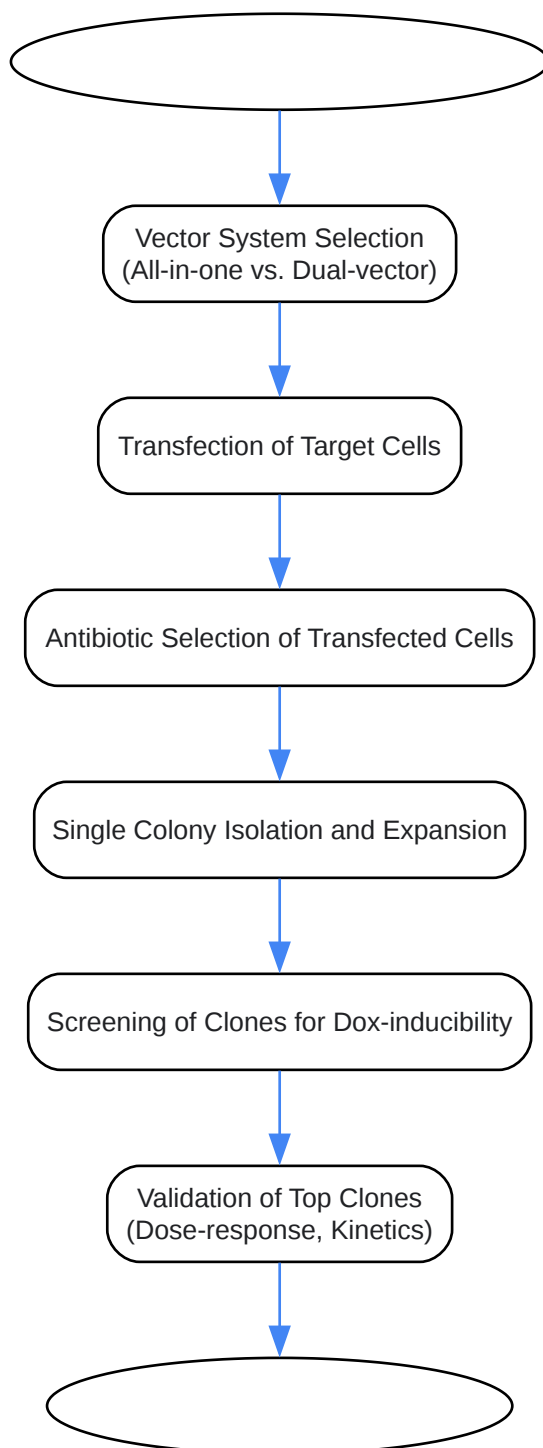 Vector System Selection
(All-in-one vs. Dual-vector)
Transfection of Target Cells
Antibiotic Selection of Transfected Cells
Single Colony Isolation and Expansion
Screening of Clones for Dox-inducibility
Validation of Top Clones
(Dose-response, Kinetics)